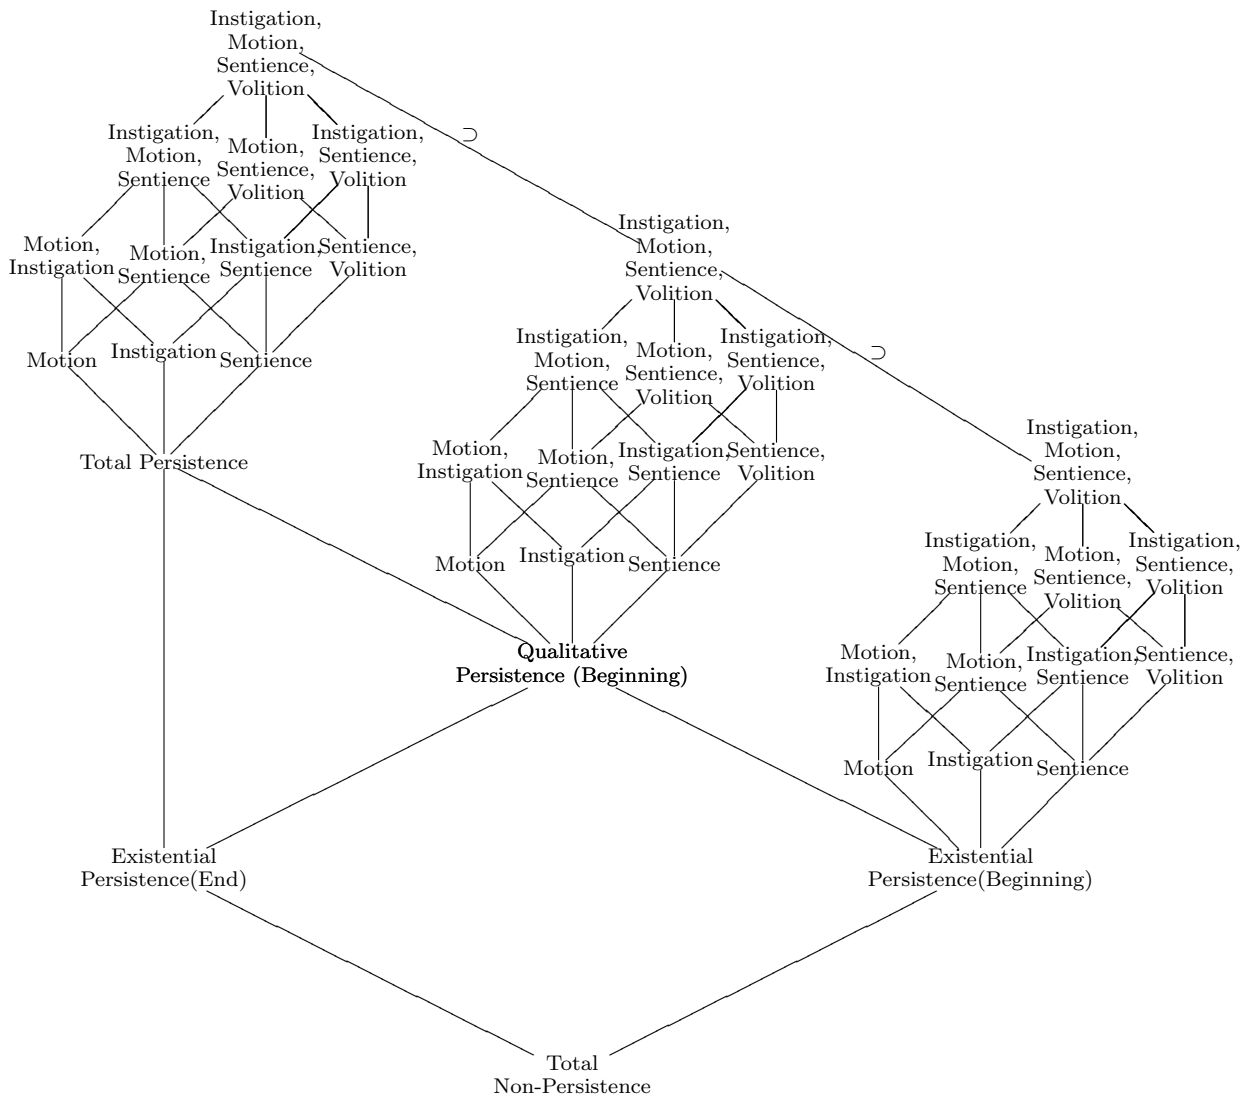 Instigation,
Motion,
Sentience,
Volition
⊃
Instigation,
Motion,
Sentience
Motion,
Sentience,
Volition
Instigation,
Sentience,
Volition
Motion,
Instigation
Motion,
Sentience
Instigation,
Sentience
Sentience,
Volition
Motion
Instigation
Sentience
Total Persistence
Instigation,
Motion,
Sentience,
Volition
⊃
Instigation,
Motion,
Sentience
Motion,
Sentience,
Volition
Instigation,
Sentience,
Volition
Motion,
Instigation
Motion,
Sentience
Instigation,
Sentience
Sentience,
Volition
Motion
Instigation
Sentience
Qualitative
Persistence (Beginning)
Instigation,
Motion,
Sentience,
Volition
Instigation,
Motion,
Sentience
Motion,
Sentience,
Volition
Instigation,
Sentience,
Volition
Motion,
Instigation
Motion,
Sentience
Instigation,
Sentience
Sentience,
Volition
Motion
Instigation
Sentience
Existential
Persistence(End)
Existential
Persistence(Beginning)
Total
Non-Persistence